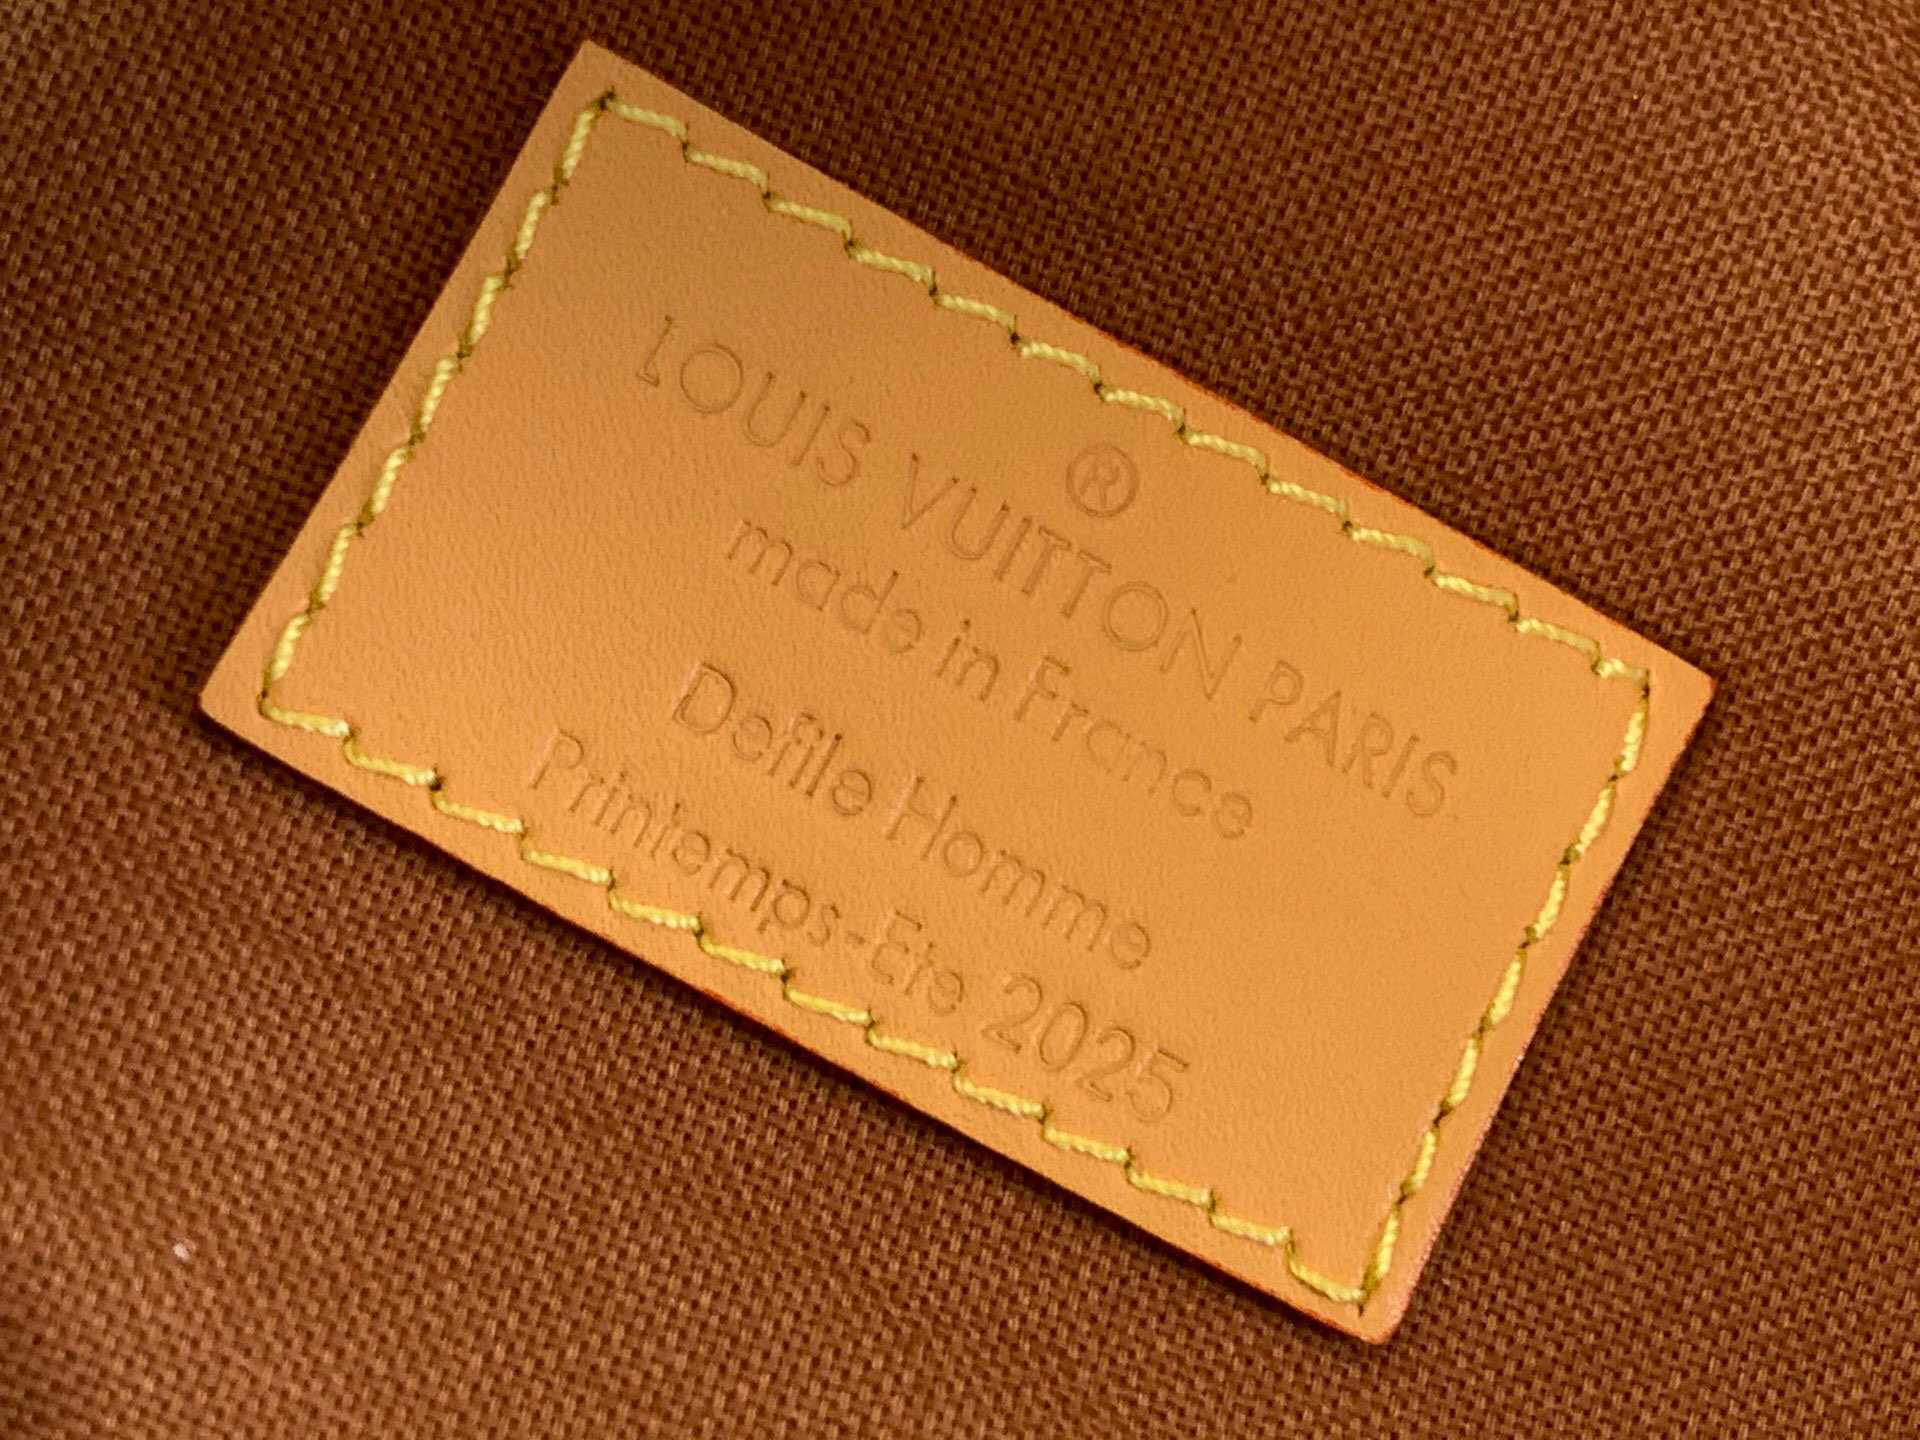 LOUIS VUITTON PARIS
®
made in France
Defile Homme
Printemps-Ete 2025